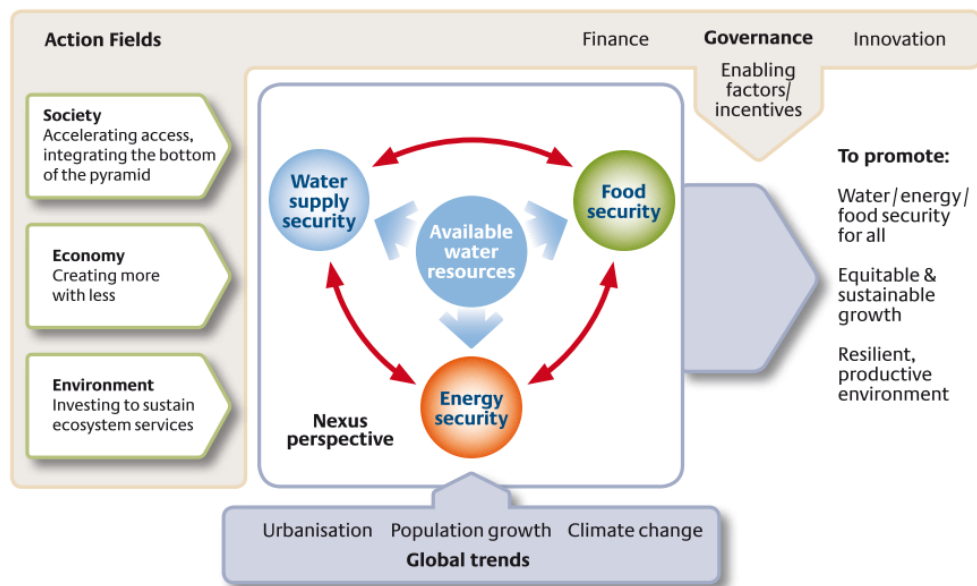 Action Fields
Finance
Governance
Innovation
Enabling
factors/
incentives
Society
Accelerating access,
integrating the bottom
of the pyramid
Economy
Creating more
with less
Environment
Investing to sustain
ecosystem services
Water
supply
security
Food
security
Available
water
resources
Energy
security
Nexus
perspective
To promote:
Water / energy /
food security
for all
Equitable &
sustainable
growth
Resilient,
productive
environment
Urbanisation
Population growth
Climate change
Global trends